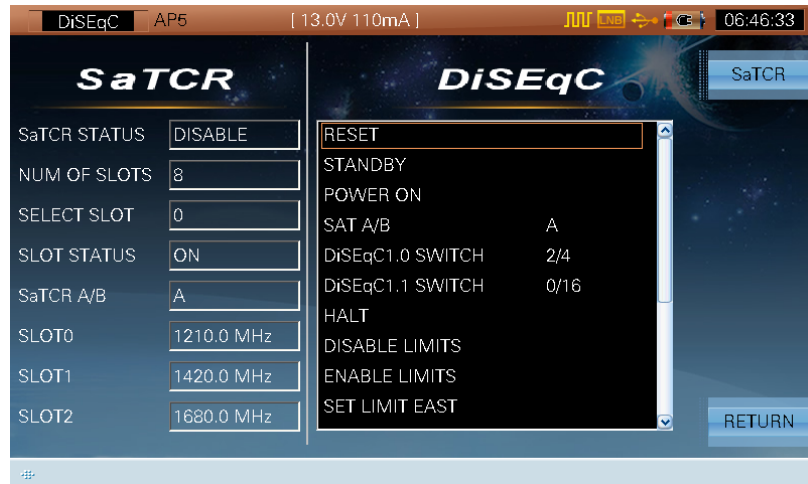 DiSEqC AP5 [ 13.0V 110mA ] LNB 06:46:33
SaTCR
SaTCR STATUS DISABLE
NUM OF SLOTS 8
SELECT SLOT 0
SLOT STATUS ON
SaTCR A/B A
SLOT0 1210.0 MHz
SLOT1 1420.0 MHz
SLOT2 1680.0 MHz
DiSEqC
RESET
STANDBY
POWER ON
SAT A/B A
DiSEqC1.0 SWITCH 2/4
DiSEqC1.1 SWITCH 0/16
HALT
DISABLE LIMITS
ENABLE LIMITS
SET LIMIT EAST
SaTCR
RETURN